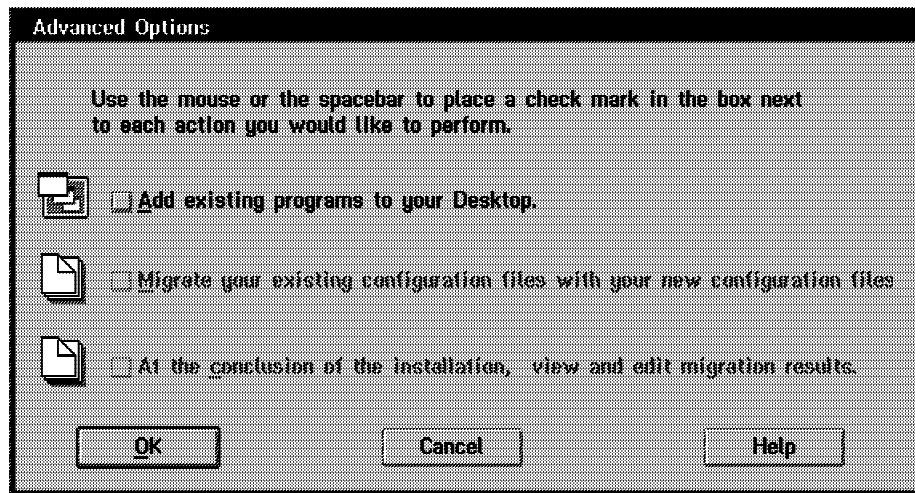 Advanced Options
Use the mouse or the spacebar to place a check mark in the box next
to each action you would like to perform.
Add existing programs to your Desktop.
Migrate your existing configuration files with your new configuration files
At the conclusion of the installation, view and edit migration results.
OK
Cancel
Help